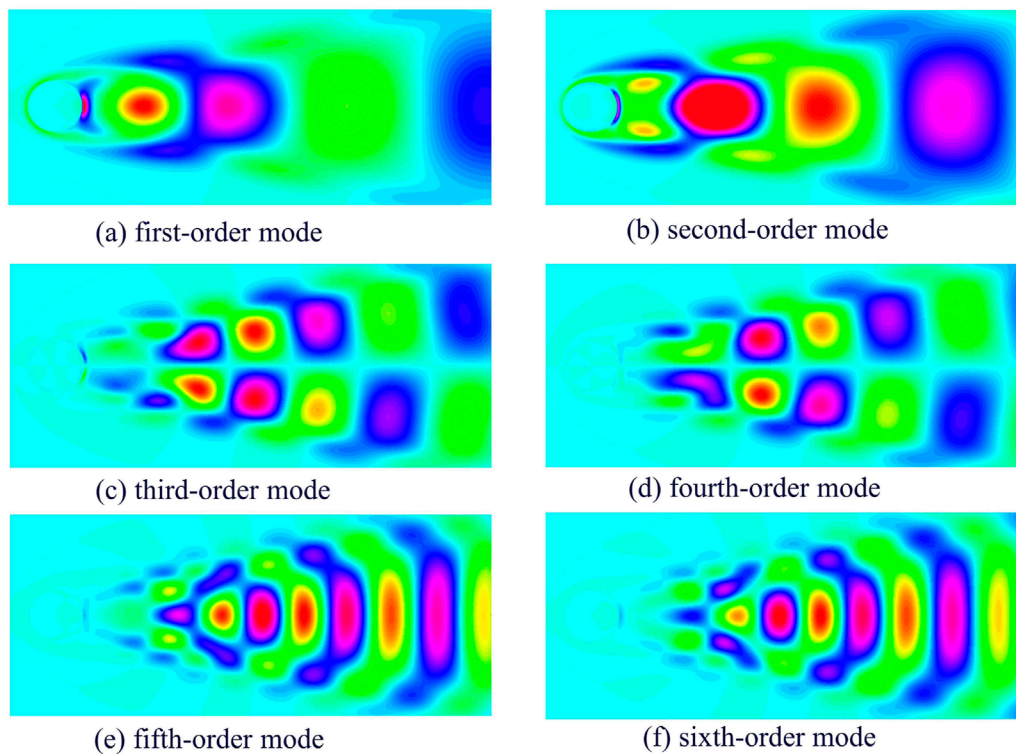 (a) first-order mode
(b) second-order mode
(c) third-order mode
(d) fourth-order mode
(e) fifth-order mode
(f) sixth-order mode